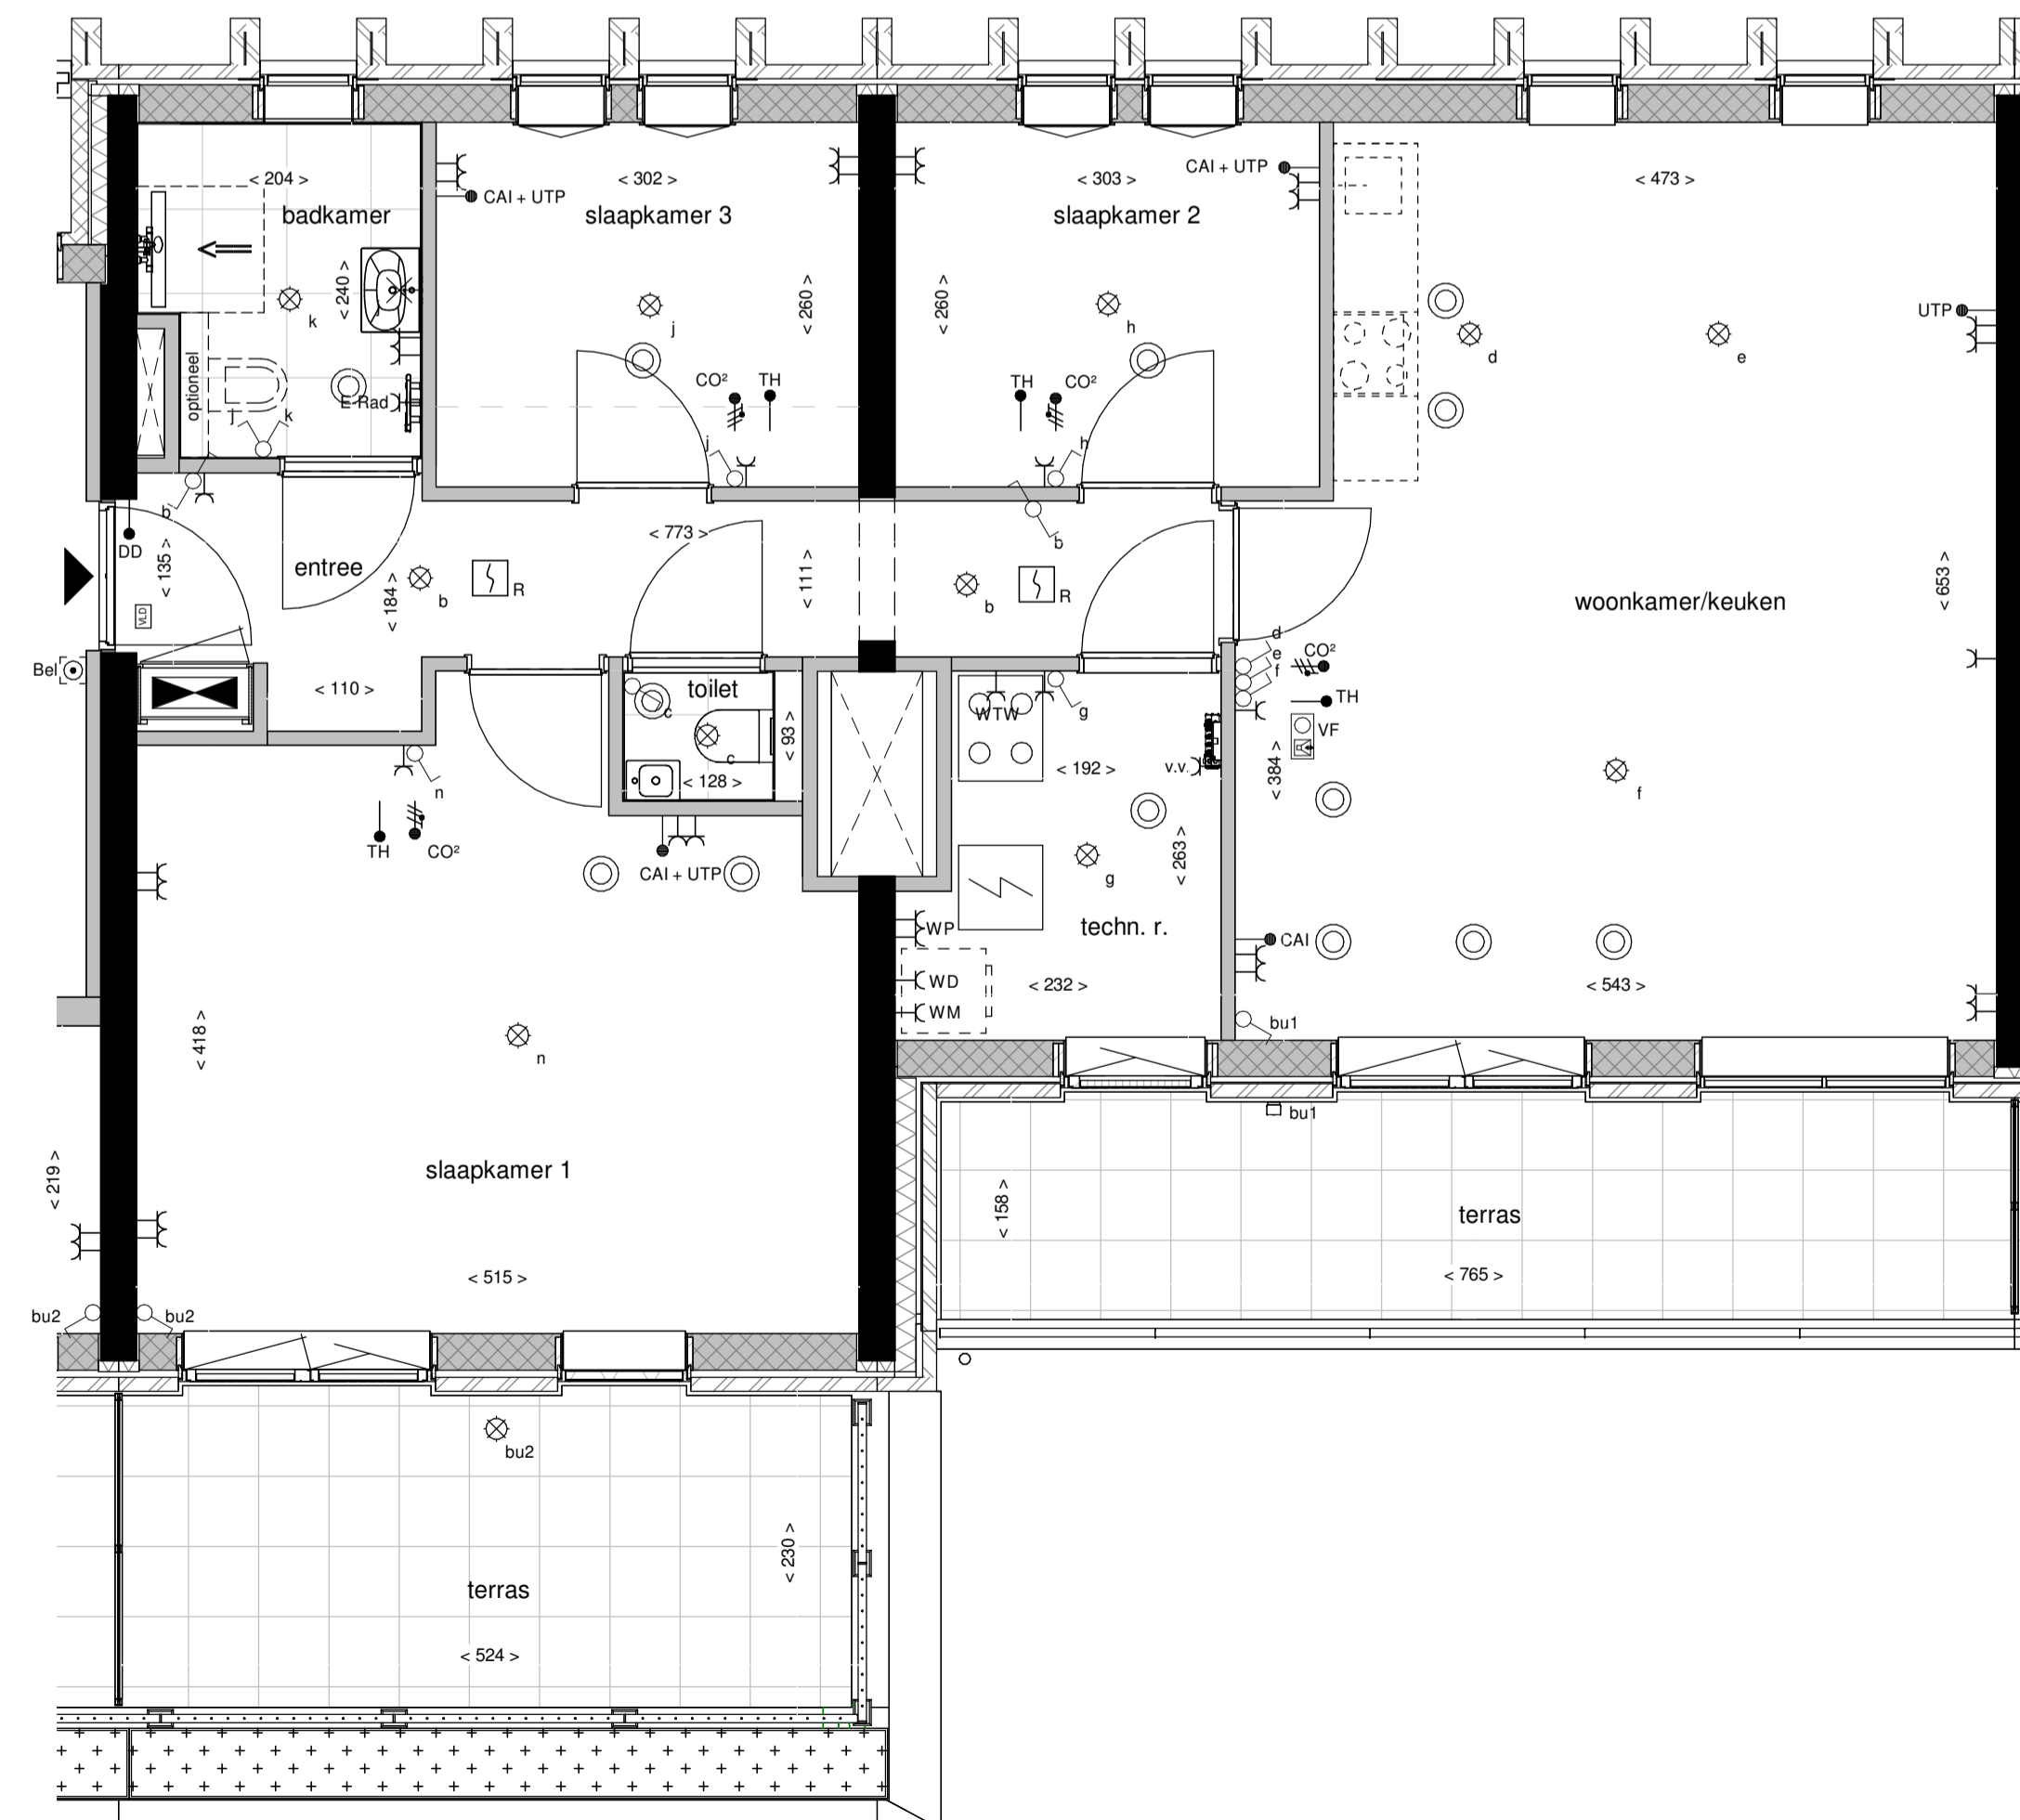 < 204 >
badkamer
< 240 >
k
optioneel
j
k
E-Rad
CAI + UTP
< 302 >
slaapkamer 3
< 260 >
j
CO²
TH
j
< 303 >
CAI + UTP
slaapkamer 2
< 260 >
h
TH
CO²
h
< 473 >
UTP
d
e
woonkamer/keuken
< 653 >
b
DD
< 135 >
VLD
entree
< 184 >
b
R
< 773 >
< 111 >
b
R
b
Bel
< 110 >
toilet
c
c
< 93 >
< 128 >
WTW
g
< 192 >
v.v.
d
e
f
CO²
TH
VF
< 384 >
f
n
TH
CO²
CAI + UTP
< 263 >
g
techn. r.
WP
WD
WM
< 232 >
CAI
< 543 >
bu1
bu1
< 418 >
n
slaapkamer 1
< 219 >
< 515 >
bu2
bu2
< 158 >
terras
< 765 >
bu2
< 230 >
terras
< 524 >